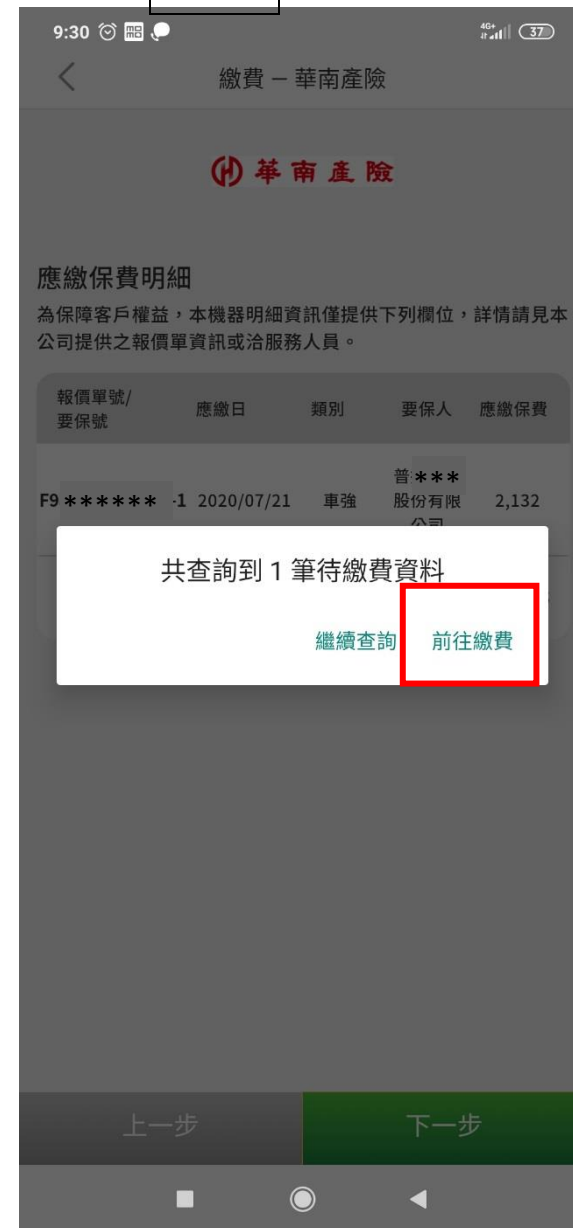 9:30
4G+
37
繳費 – 華南產險
華南產險
應繳保費明細
為保障客戶權益，本機器明細資訊僅提供下列欄位，詳情請見本
公司提供之報價單資訊或洽服務人員。
報價單號/
要保號
應繳日
類別
要保人
應繳保費
普***
F9****** -1 2020/07/21 車強 股份有限 2,132
公司
共查詢到 1 筆待繳費資料
繼續查詢 前往繳費
上一步 下一步